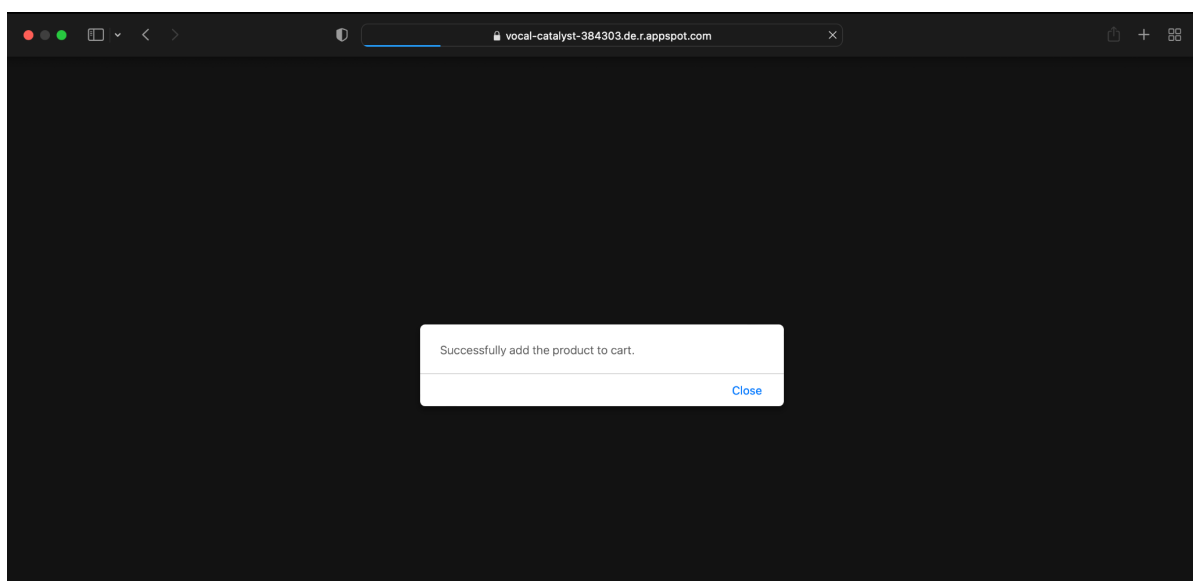 vocal-catalyst-384303.de.r.appspot.com
Successfully add the product to cart.
Close